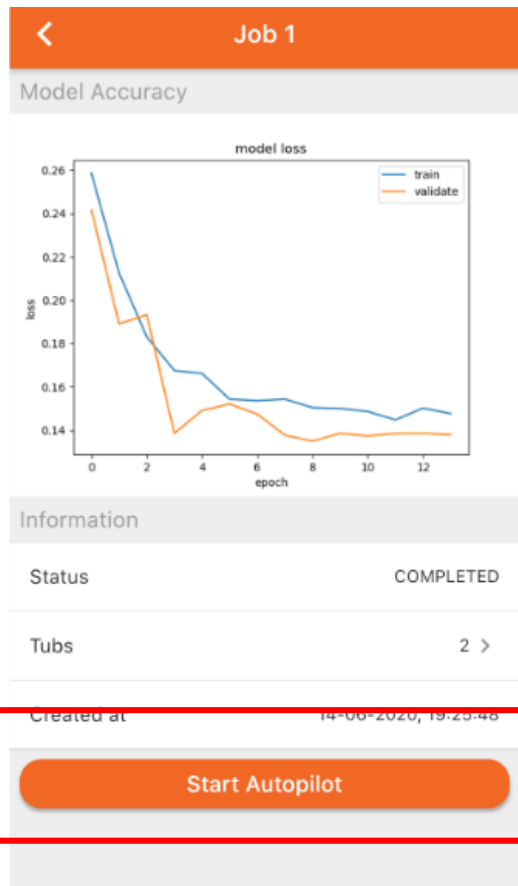 Job 1
Model Accuracy
model loss
train
validate
0.26
0.24
0.22
0.20
0.18
0.16
0.14
loss
0 2 4 6 8 10 12
epoch
Information
Status COMPLETED
Tubs 2
Created at 14-06-2020, 19:25:48
Start Autopilot